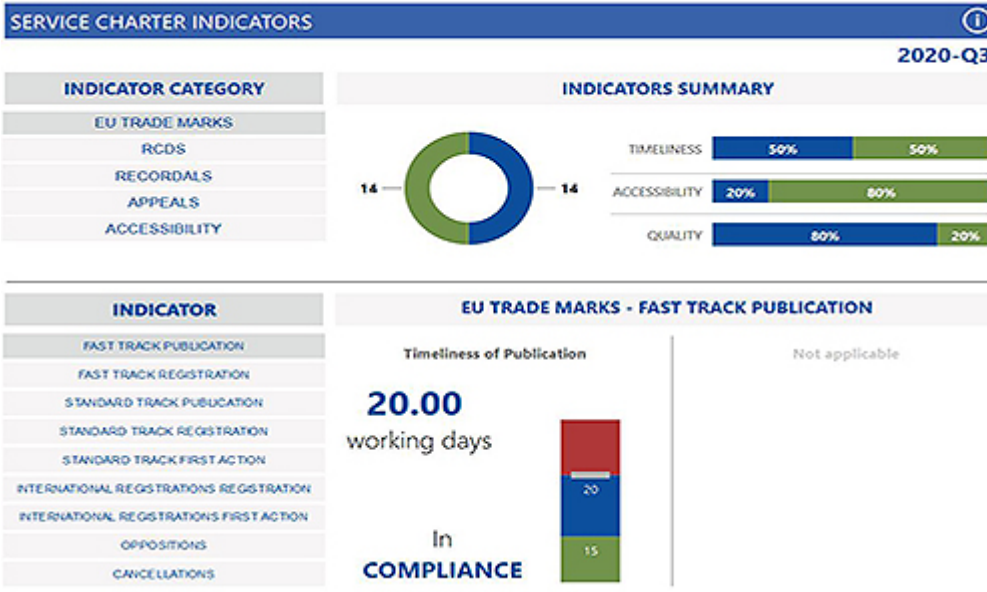 SERVICE CHARTER INDICATORS
2020-Q3
INDICATOR CATEGORY
EU TRADE MARKS
RCDS
RECORDALS
APPEALS
ACCESSIBILITY
INDICATORS SUMMARY
14
14
TIMELINESS 50% 50%
ACCESSIBILITY 20% 80%
QUALITY 80% 20%
INDICATOR
FAST TRACK PUBLICATION
FAST TRACK REGISTRATION
STANDARD TRACK PUBLICATION
STANDARD TRACK REGISTRATION
STANDARD TRACK FIRST ACTION
INTERNATIONAL REGISTRATIONS REGISTRATION
INTERNATIONAL REGISTRATIONS FIRST ACTION
OPPOSITIONS
CANCELLATIONS
EU TRADE MARKS - FAST TRACK PUBLICATION
Timeliness of Publication
20.00
working days
In
COMPLIANCE
20
15
Not applicable